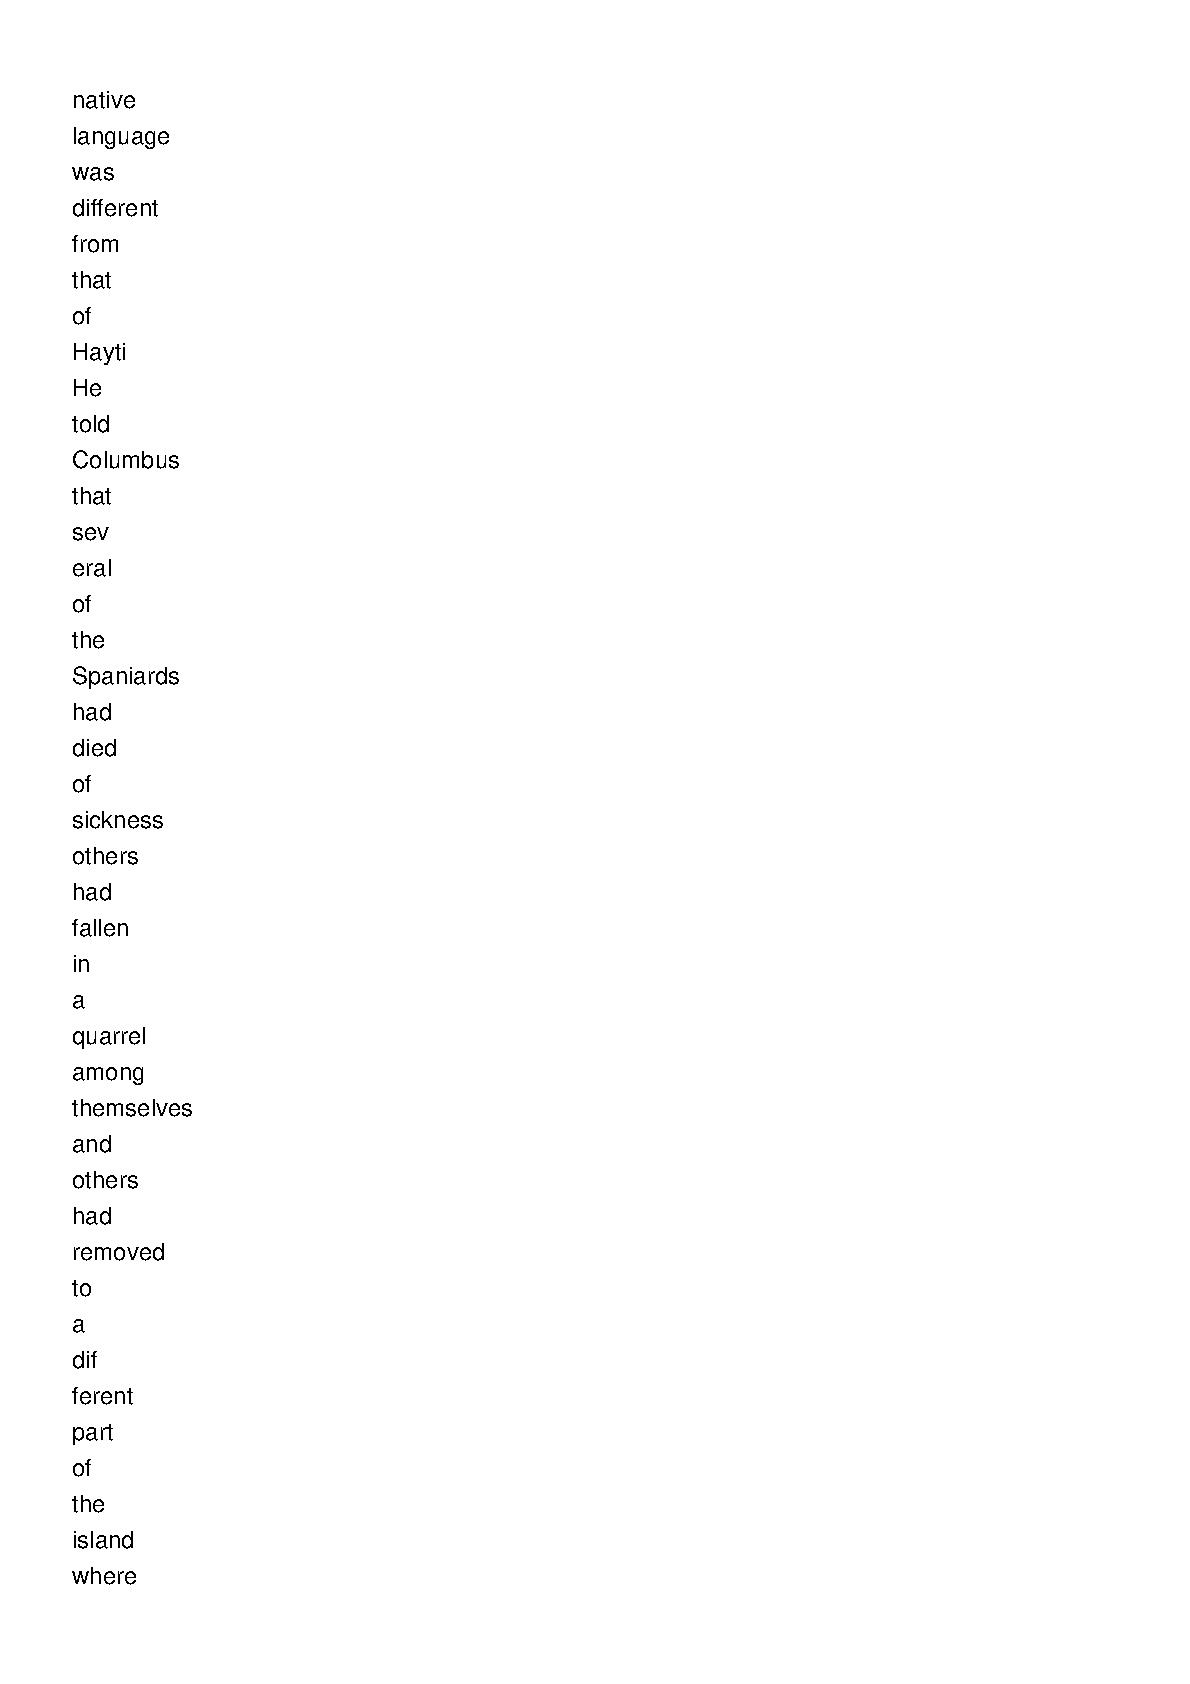 native
language
was
different
from
that
of
Hayti
He
told
Columbus
that
sev
eral
of
the
Spaniards
had
died
of
sickness
others
had
fallen
in
a
quarrel
among
themselves
and
others
had
removed
to
a
dif
ferent
part
of
the
island
where